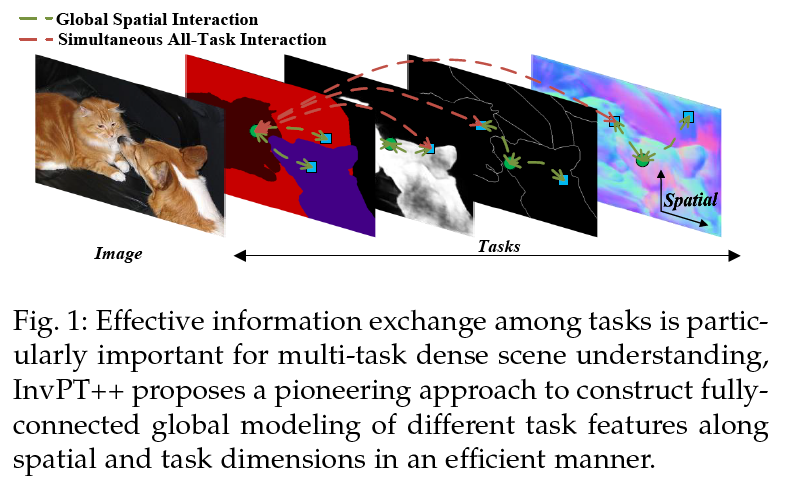 Global Spatial Interaction
Simultaneous All-Task Interaction
Spatial
Image
Tasks
Fig. 1: Effective information exchange among tasks is partic-
ularly important for multi-task dense scene understanding,
InvPT++ proposes a pioneering approach to construct fully-
connected global modeling of different task features along
spatial and task dimensions in an efficient manner.